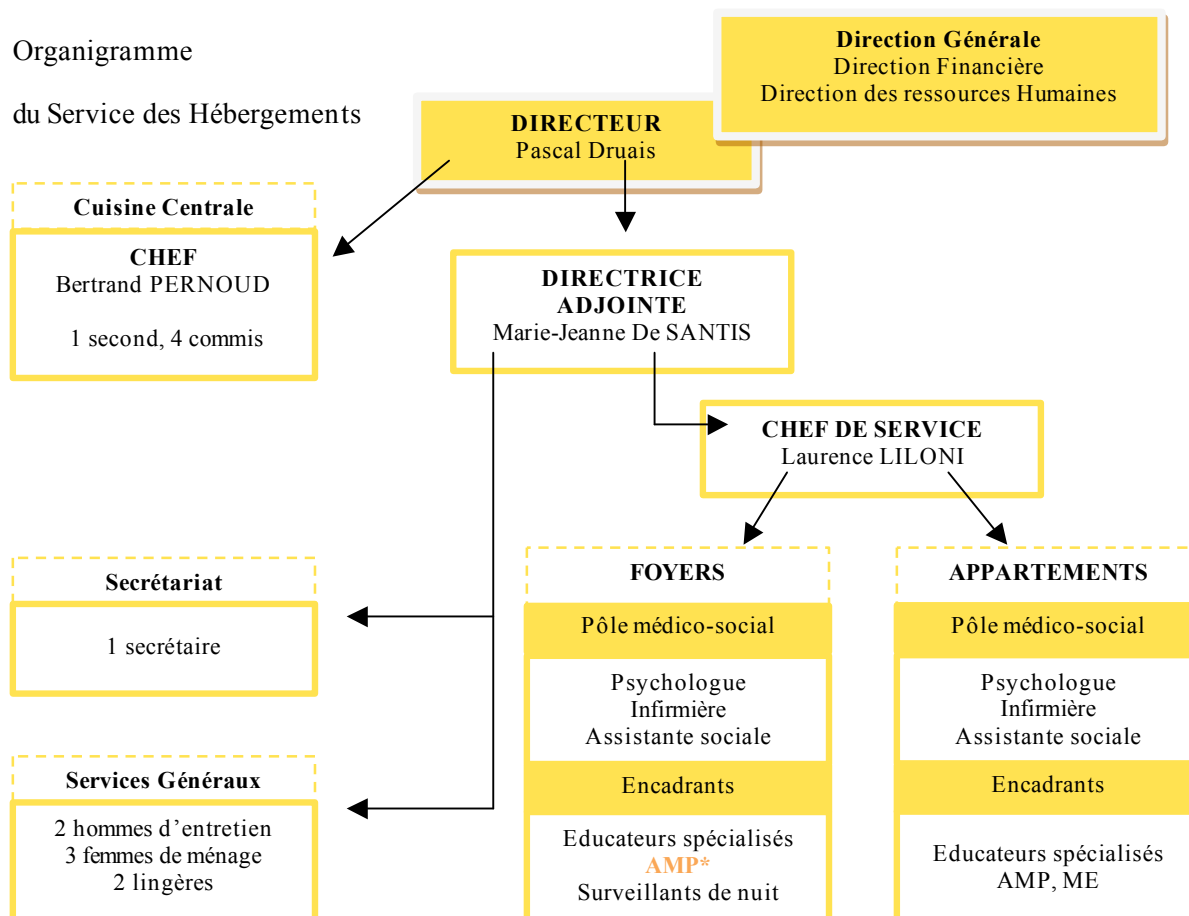 Organigramme
du Service des Hébergements
Direction Générale
Direction Financière
Direction des ressources Humaines
DIRECTEUR
Pascal Druais
Cuisine Centrale
CHEF
Bertrand PERNOUD
1 second, 4 commis
DIRECTRICE
ADJOINTE
Marie-Jeanne De SANTIS
CHEF DE SERVICE
Laurence LILONI
Secrétariat
1 secrétaire
Services Généraux
2 hommes d'entretien
3 femmes de ménage
2 lingères
FOYERS
Pôle médico-social
Psychologue
Infirmière
Assistante sociale
Encadrants
Educateurs spécialisés
AMP*
Surveillants de nuit
APPARTEMENTS
Pôle médico-social
Psychologue
Infirmière
Assistante sociale
Encadrants
Educateurs spécialisés
AMP, ME